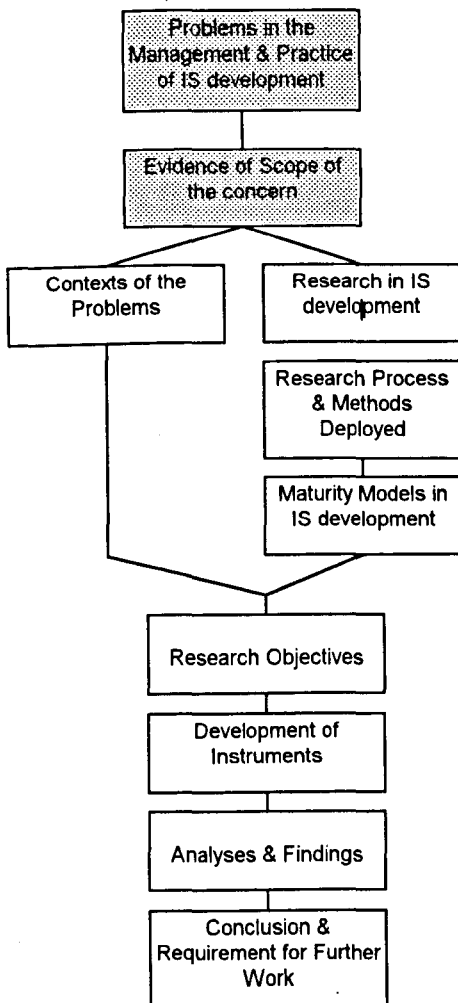 Problems in the
Management & Practice
of IS development
Evidence of Scope of
the concern
Contexts of the
Problems
Research in IS
development
Research Process
& Methods
Deployed
Maturity Models in
IS development
Research Objectives
Development of
Instruments
Analyses & Findings
Conclusion &
Requirement for Further
Work